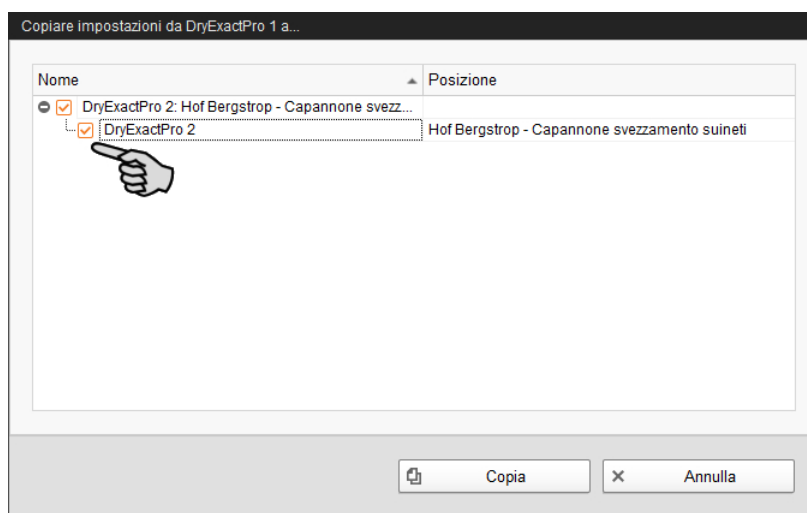 Copiare impostazioni da DryExactPro 1 a...
Nome Posizione
DryExactPro 2: Hof Bergstrop - Capannone svezz...
DryExactPro 2 Hof Bergstrop - Capannone svezzamento suineti
Copia Annulla